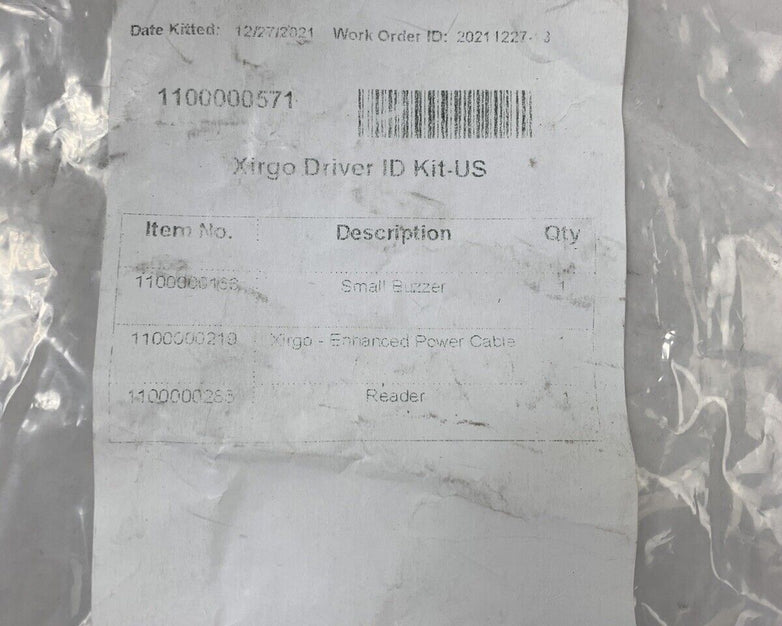 Date Kitted: 12/27/2021 Work Order ID:
1100000571
Xirgo Driver ID Kit-US
Item No. Description Qty
Small Buzzer 1
Xirgo - Enhanced Power Cable
Reader 1